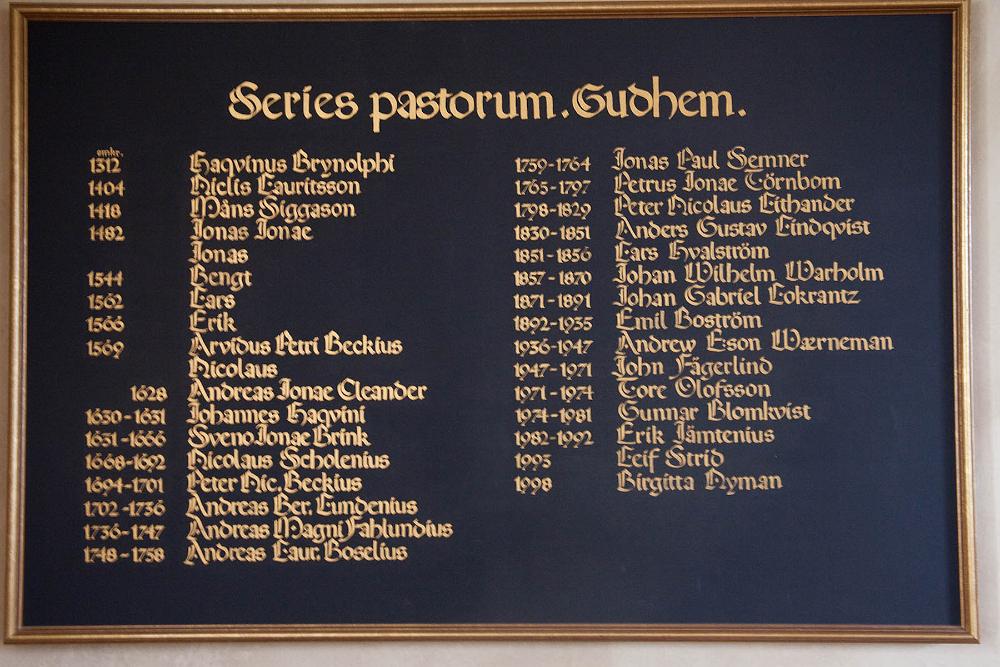 Series pastorum. Gudhem.
omkr.
1312 Haqvinus Brynolphi
1404 Nielis Lauritsson
1418 Måns Siggason
1482 Jonas Jonae
Jonas
1544 Bengt
1562 Lars
1566 Erik
1569 Arvidus Petri Beckius
Nicolaus
1628 Andreas Jonae Cleander
1630-1631 Johannes Haqvini
1631-1666 Sveno Jonae Brink
1668-1692 Nicolaus Scholenius
1694-1701 Peter Nic. Beckius
1702-1736 Andreas Ber. Lundenius
1736-1747 Andreas Magni Fahlundius
1748-1758 Andreas Laur. Boselius
1759-1764 Jonas Paul Semner
1765-1797 Petrus Jonae Törnbom
1798-1829 Peter Nicolaus Lithander
1830-1851 Anders Gustav Lindqvist
1851-1856 Lars Hvalström
1857-1870 Johan Wilhelm Warholm
1871-1891 Johan Gabriel Lokrantz
1892-1935 Emil Boström
1936-1947 Andrew E:son Wærneman
1947-1971 John Fägerlind
1971-1974 Tore Olofsson
1974-1981 Gunnar Blomkvist
1982-1992 Erik Jämtenius
1993 Leif Strid
1998 Birgitta Nyman